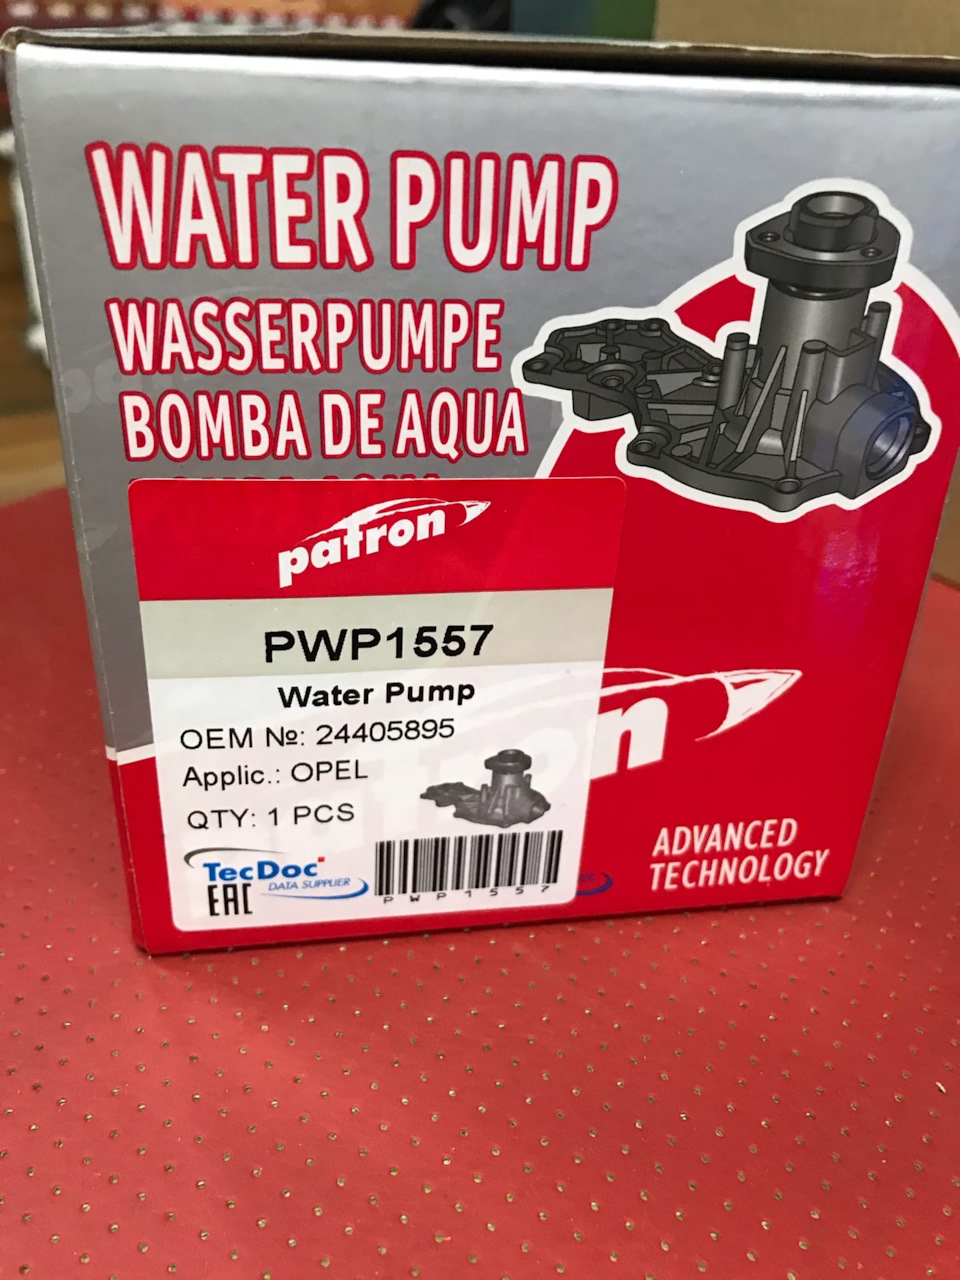 WATER PUMP
WASSERPUMPE
BOMBA DE AQUA
patron
PWP1557
Water Pump
OEM №: 24405895
Applic.: OPEL
QTY: 1 PCS
TecDoc
DATA SUPPLIER
EAC
PWP1557
ADVANCED
TECHNOLOGY